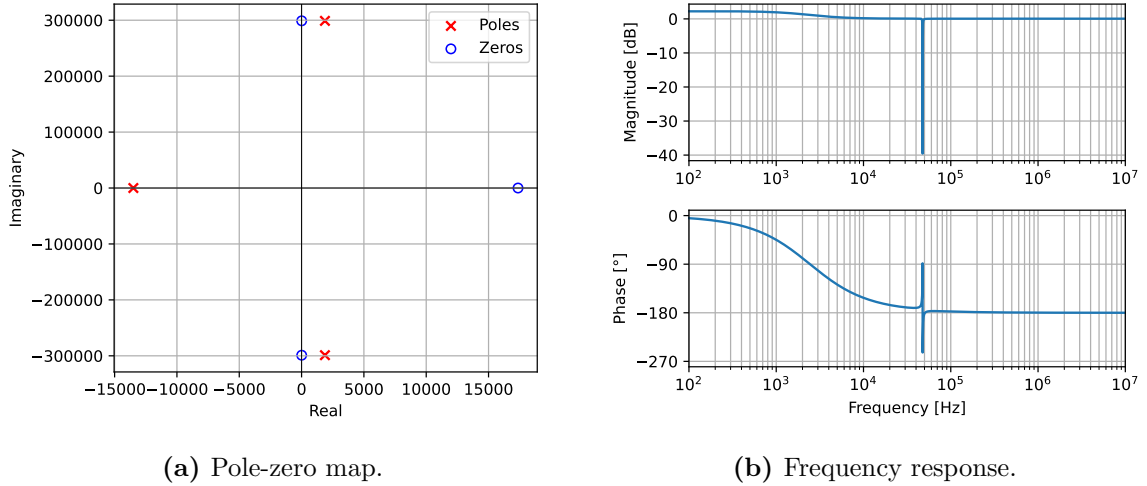 300000
200000
100000
0
−100000
−200000
−300000
Imaginary
Poles
Zeros
−15000 −10000 −5000 0 5000 10000 15000
Real
0
−10
−20
−30
−40
Magnitude [dB]
10² 10³ 10⁴ 10⁵ 10⁶ 10⁷
0
−90
−180
−270
Phase [°]
10² 10³ 10⁴ 10⁵ 10⁶ 10⁷
Frequency [Hz]
(a) Pole-zero map.
(b) Frequency response.